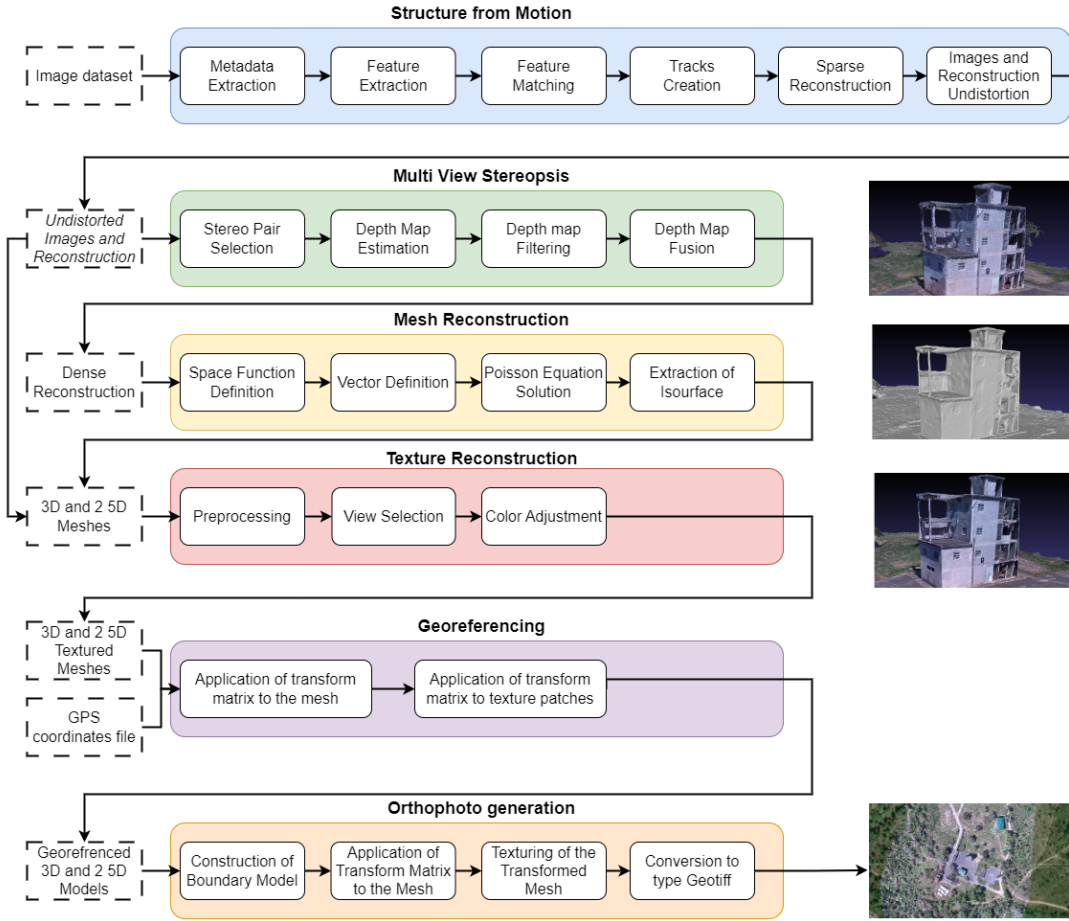 Structure from Motion
Image dataset
Metadata
Extraction
Feature
Extraction
Feature
Matching
Tracks
Creation
Sparse
Reconstruction
Images and
Reconstruction
Undistortion
Multi View Stereopsis
Undistorted
Images and
Reconstruction
Stereo Pair
Selection
Depth Map
Estimation
Depth map
Filtering
Depth Map
Fusion
Mesh Reconstruction
Dense
Reconstruction
Space Function
Definition
Vector Definition
Poisson Equation
Solution
Extraction of
Isourface
Texture Reconstruction
3D and 2 5D
Meshes
Preprocessing
View Selection
Color Adjustment
Georeferencing
3D and 2 5D
Textured
Meshes
GPS
coordinates file
Application of transform
matrix to the mesh
Application of transform
matrix to texture patches
Orthophoto generation
Georefrenced
3D and 2 5D
Models
Construction of
Boundary Model
Application of
Transform Matrix
to the Mesh
Texturing of the
Transformed
Mesh
Conversion to
type Geotiff